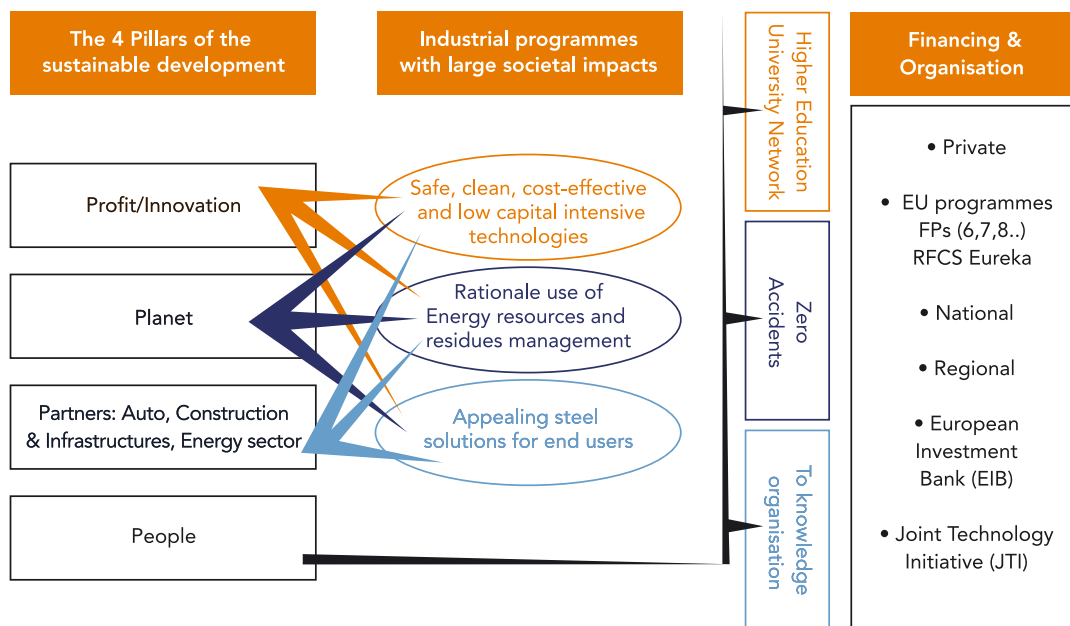 The 4 Pillars of the
sustainable development
Industrial programmes
with large societal impacts
Financing &
Organisation
Profit/Innovation
Planet
Partners: Auto, Construction
& Infrastructures, Energy sector
People
Safe, clean, cost-effective
and low capital intensive
technologies
Rationale use of
Energy resources and
residues management
Appealing steel
solutions for end users
Higher Education
University Network
Zero
Accidents
To knowledge
organisation
• Private
• EU programmes
FPs (6,7,8..)
RFCS Eureka
• National
• Regional
• European
Investment
Bank (EIB)
• Joint Technology
Initiative (JTI)